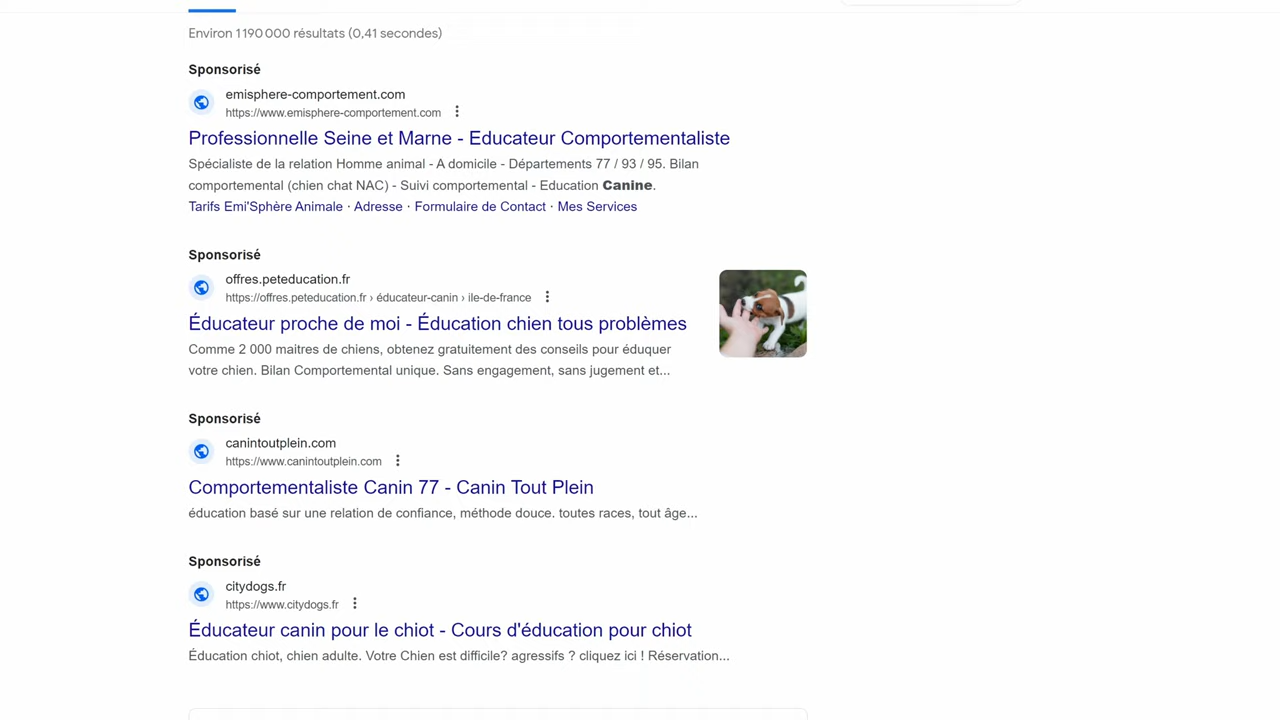 Environ 1 190 000 résultats (0,41 secondes)
Sponsorisé
emisphere-comportement.com
https://www.emisphere-comportement.com
Professionnelle Seine et Marne - Educateur Comportementaliste
Spécialiste de la relation Homme animal - A domicile - Départements 77 / 93 / 95. Bilan
comportemental (chien chat NAC) - Suivi comportemental - Education Canine.
Tarifs Emi'Sphère Animale · Adresse · Formulaire de Contact · Mes Services
Sponsorisé
offres.peteducation.fr
https://offres.peteducation.fr › éducateur-canin › ile-de-france
Éducateur proche de moi - Éducation chien tous problèmes
Comme 2 000 maitres de chiens, obtenez gratuitement des conseils pour éduquer
votre chien. Bilan Comportemental unique. Sans engagement, sans jugement et...
Sponsorisé
canintoutplein.com
https://www.canintoutplein.com
Comportementaliste Canin 77 - Canin Tout Plein
éducation basé sur une relation de confiance, méthode douce. toutes races, tout âge...
Sponsorisé
citydogs.fr
https://www.citydogs.fr
Éducateur canin pour le chiot - Cours d'éducation pour chiot
Éducation chiot, chien adulte. Votre Chien est difficile? agressifs ? cliquez ici ! Réservation...